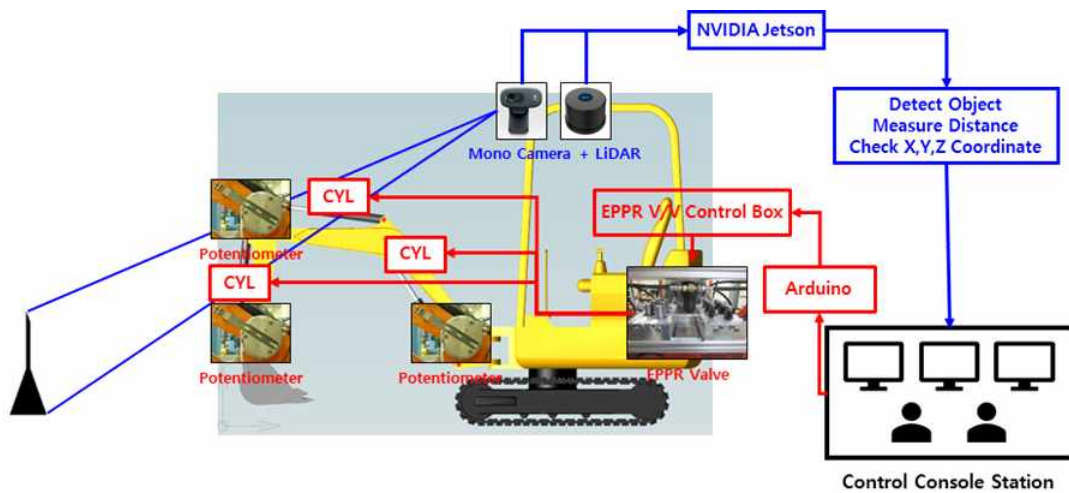 NVIDIA Jetson
Detect Object
Measure Distance
Check X,Y,Z Coordinate
Mono Camera + LiDAR
CYL
EPPR V/V Control Box
Potentiometer
CYL
CYL
Arduino
Potentiometer
Potentiometer
EPPR Valve
Control Console Station